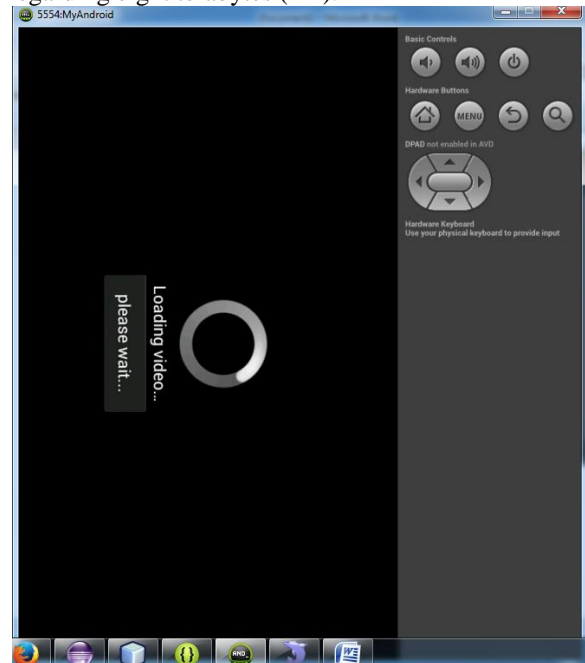 5554:MyAndroid
Basic Controls
Hardware Buttons
MENU
DPAD not enabled in AVD
Hardware Keyboard
Use your physical keyboard to provide input
Loading video...
please wait...